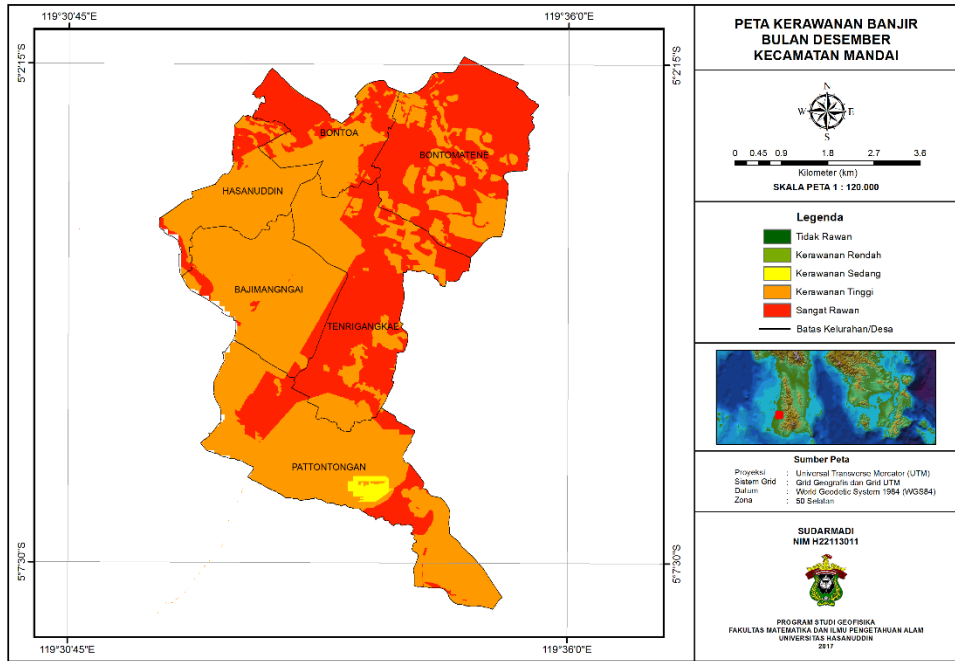 119°30'45"E
119°36'0"E
5°2'15"S
5°2'15"S
BONTOA
BONTOMATENE
HASANUDDIN
BAJIMANGNGAI
TENRIGANGKAE
PATTONTONGAN
5°7'30"S
5°7'30"S
119°30'45"E
119°36'0"E
PETA KERAWANAN BANJIR
BULAN DESEMBER
KECAMATAN MANDAI
N
W E
S
0 0.45 0.9 1.8 2.7 3.6
Kilometer (km)
SKALA PETA 1 : 120.000
Legenda
Tidak Rawan
Kerawanan Rendah
Kerawanan Sedang
Kerawanan Tinggi
Sangat Rawan
Batas Kelurahan/Desa
Sumber Peta
Proyeksi : Universal Transverse Mercator (UTM)
Sistem Grid : Grid Geografis dan Grid UTM
Datum : World Geodetic System 1984 (WGS84)
Zona : 50 Selatan
SUDARMADI
NIM H22113011
PROGRAM STUDI GEOFISIKA
FAKULTAS MATEMATIKA DAN ILMU PENGETAHUAN ALAM
UNIVERSITAS HASANUDDIN
2017